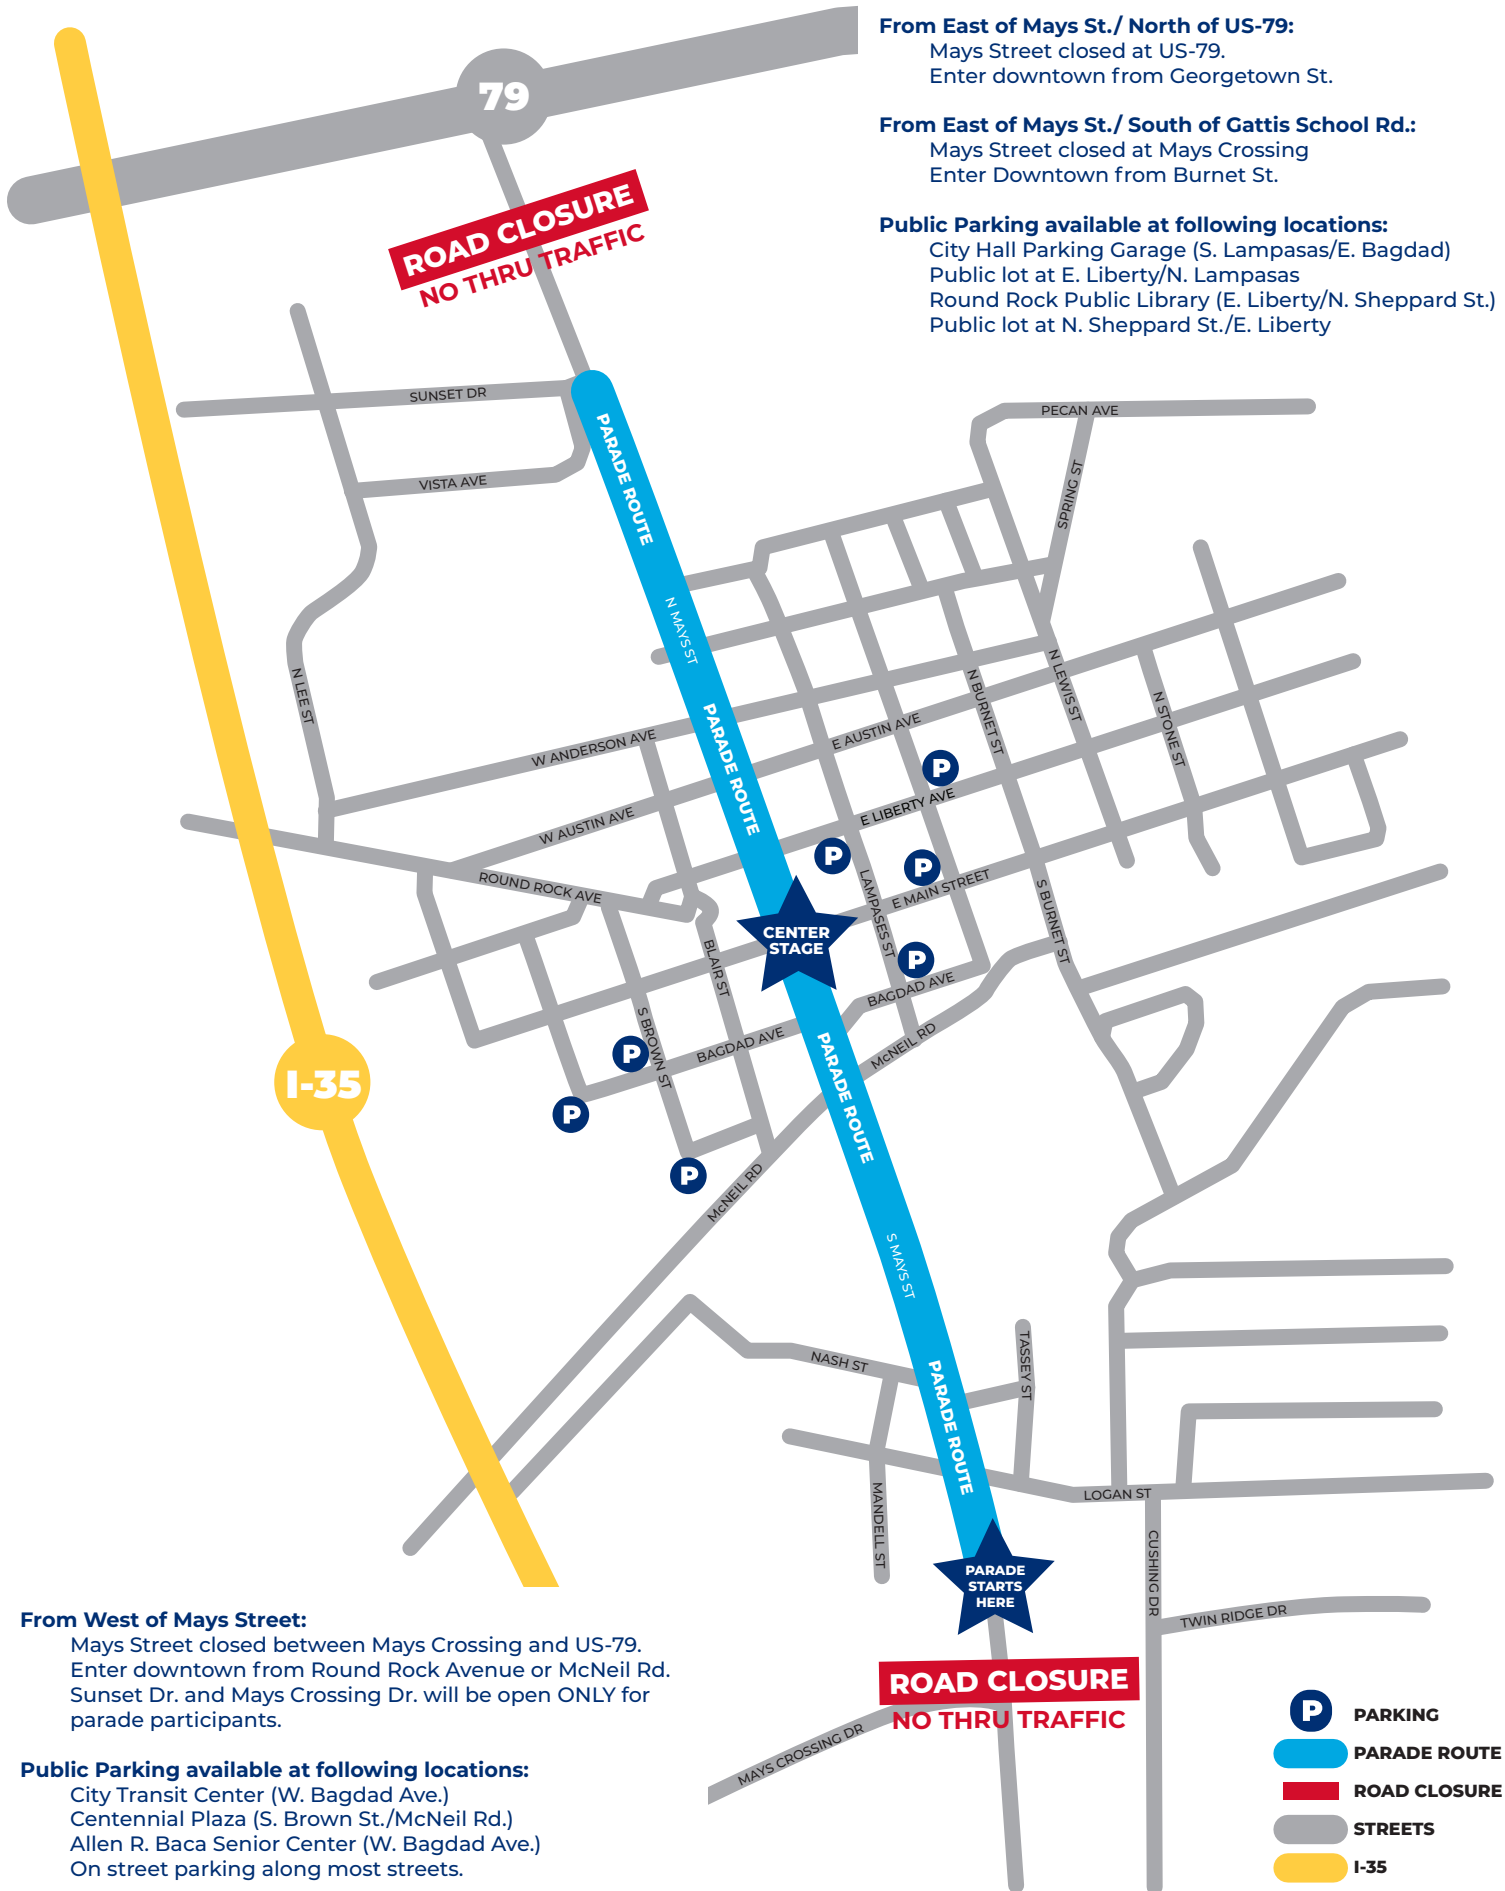 From East of Mays St./ North of US-79:
Mays Street closed at US-79.
Enter downtown from Georgetown St.
From East of Mays St./ South of Gattis School Rd.:
Mays Street closed at Mays Crossing
Enter Downtown from Burnet St.
Public Parking available at following locations:
City Hall Parking Garage (S. Lampasas/E. Bagdad)
Public lot at E. Liberty/N. Lampasas
Round Rock Public Library (E. Liberty/N. Sheppard St.)
Public lot at N. Sheppard St./E. Liberty
79
ROAD CLOSURE
NO THRU TRAFFIC
SUNSET DR
VISTA AVE
PARADE ROUTE
PECAN AVE
SPRING ST
N MAYS ST
N LEE ST
N LEWIS ST
N BURNET ST
N STONE ST
W ANDERSON AVE
E AUSTIN AVE
PARADE ROUTE
P
E LIBERTY AVE
W AUSTIN AVE
P
P
ROUND ROCK AVE
E MAIN STREET
LAMPASES ST
S BURNET ST
CENTER
STAGE
BLAIR ST
P
BAGDAD AVE
S BROWN ST
BAGDAD AVE
McNEIL RD
P
I-35
P
PARADE ROUTE
P
McNEIL RD
S MAYS ST
NASH ST
TASSEY ST
PARADE ROUTE
LOGAN ST
MANDELL ST
CUSHING DR
PARADE
STARTS
HERE
TWIN RIDGE DR
ROAD CLOSURE
NO THRU TRAFFIC
MAYS CROSSING DR
From West of Mays Street:
Mays Street closed between Mays Crossing and US-79.
Enter downtown from Round Rock Avenue or McNeil Rd.
Sunset Dr. and Mays Crossing Dr. will be open ONLY for
parade participants.
Public Parking available at following locations:
City Transit Center (W. Bagdad Ave.)
Centennial Plaza (S. Brown St./McNeil Rd.)
Allen R. Baca Senior Center (W. Bagdad Ave.)
On street parking along most streets.
P PARKING
PARADE ROUTE
ROAD CLOSURE
STREETS
I-35